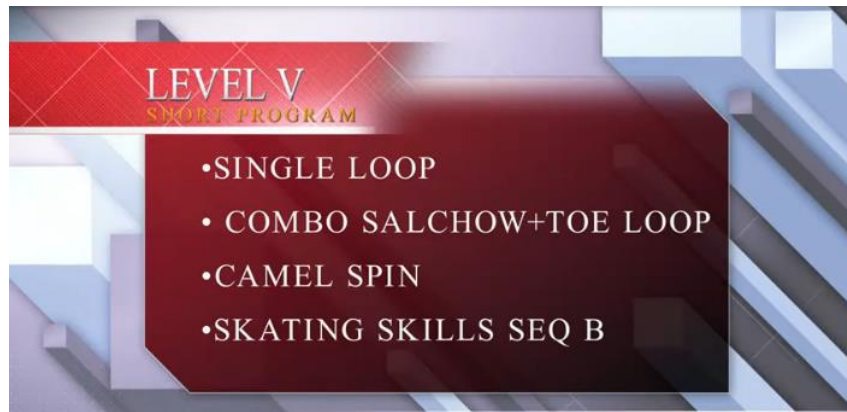 LEVEL V
SHORT PROGRAM
•SINGLE LOOP
• COMBO SALCHOW+TOE LOOP
•CAMEL SPIN
•SKATING SKILLS SEQ B